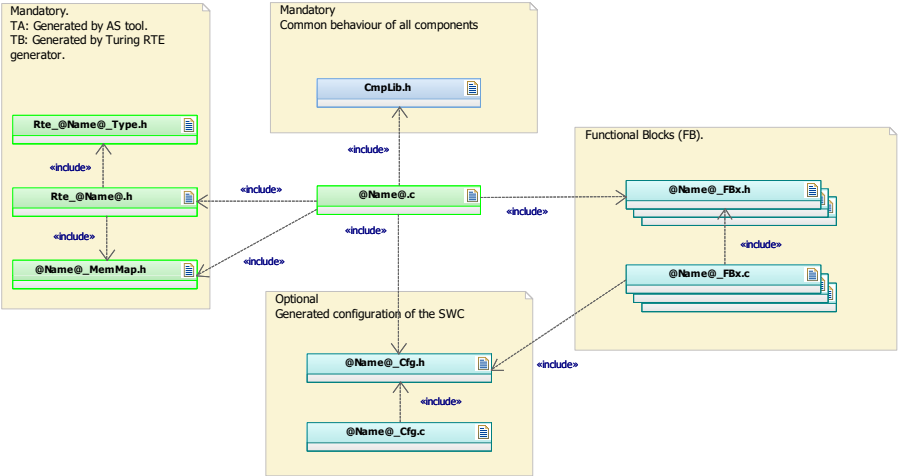 Mandatory.
TA: Generated by AS tool.
TB: Generated by Turing RTE
generator.
Rte_@Name@_Type.h
«include»
Rte_@Name@.h
«include»
@Name@_MemMap.h
Mandatory
Common behaviour of all components
CmpLib.h
«include»
«include»
@Name@.c
«include»
«include»
«include»
Functional Blocks (FB).
@Name@_FBx.h
«include»
@Name@_FBx.c
Optional
Generated configuration of the SWC
@Name@_Cfg.h
«include»
«include»
@Name@_Cfg.c